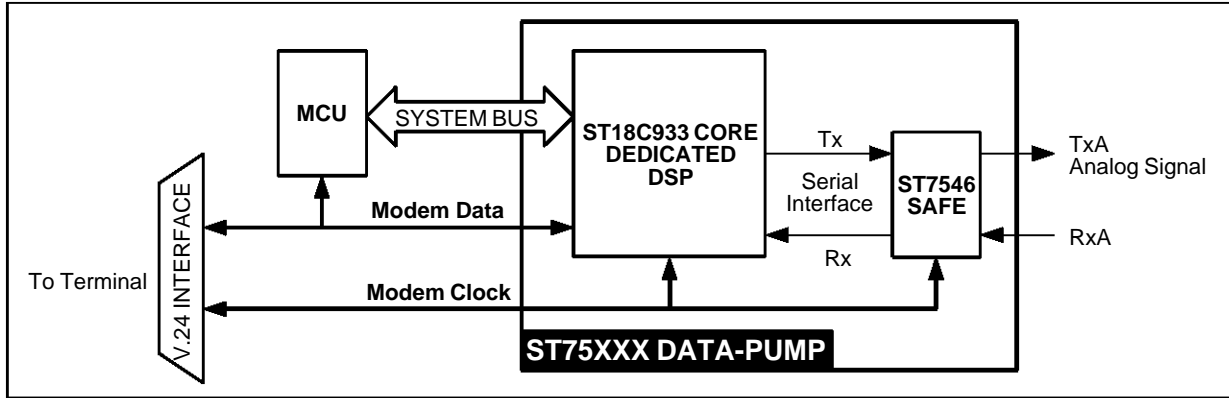 MCU
SYSTEM BUS
ST18C933 CORE
DEDICATED
DSP
Tx
Serial
Interface
Rx
ST7546
SAFE
TxA
Analog Signal
RxA
Modem Data
Modem Clock
To Terminal
V.24 INTERFACE
ST75XXX DATA-PUMP